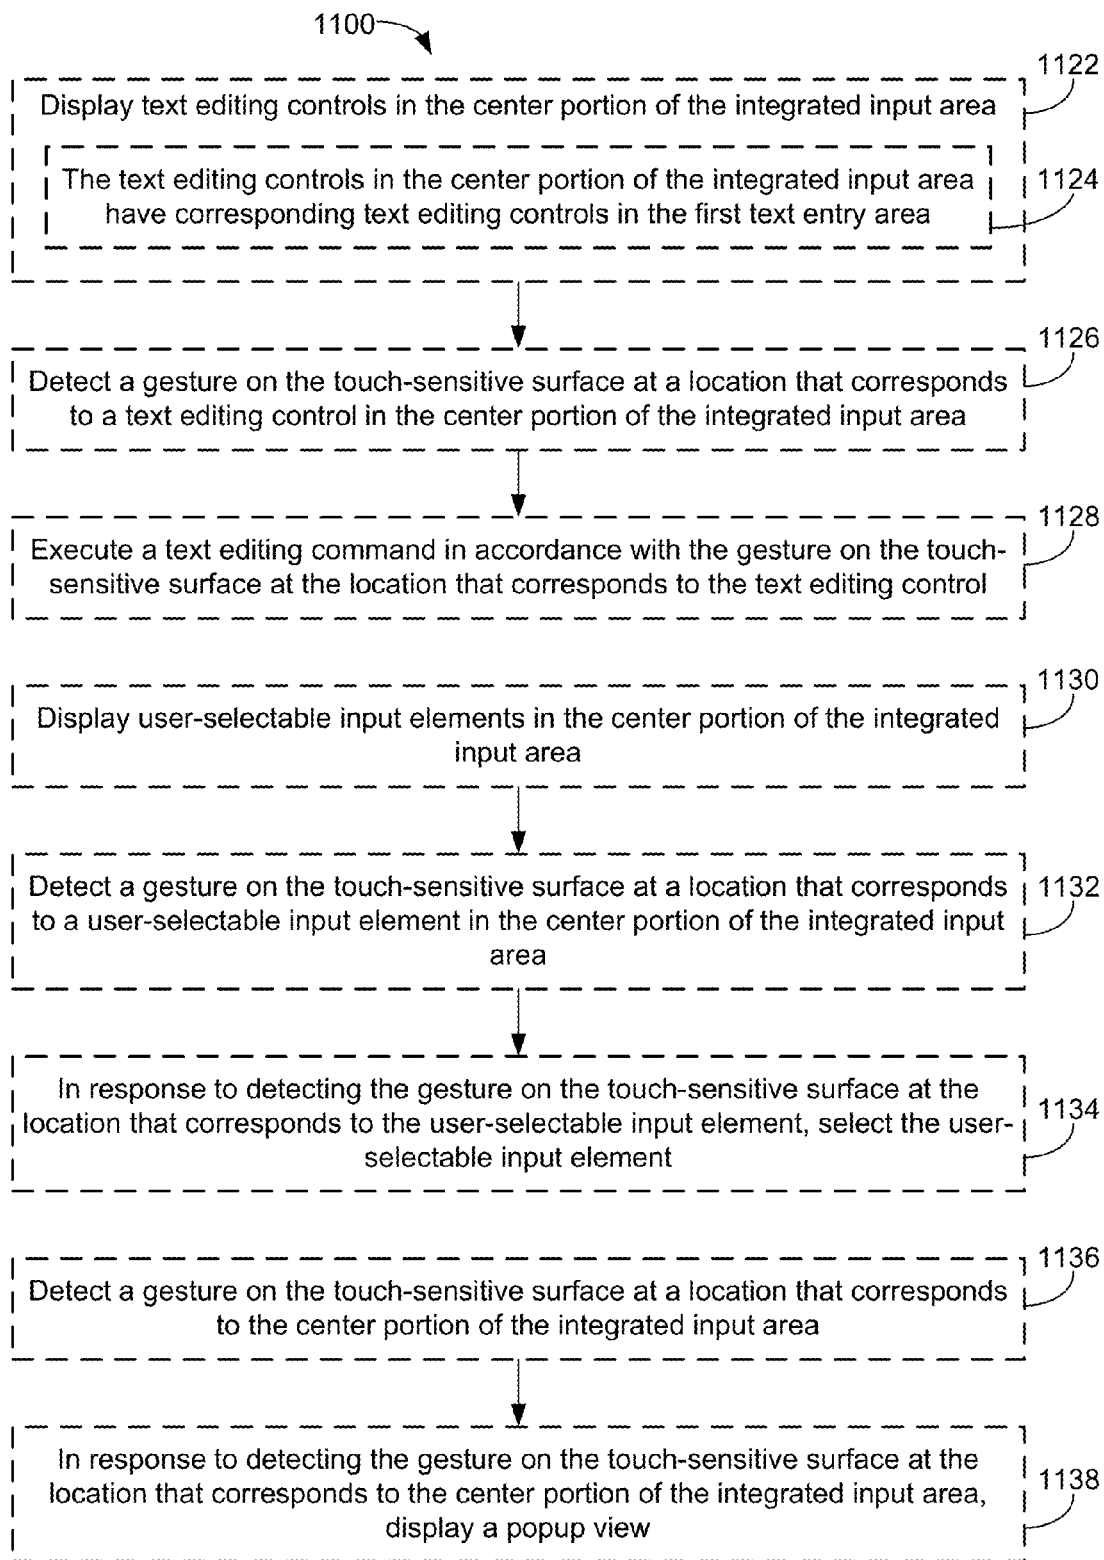 1100
1122
Display text editing controls in the center portion of the integrated input area
The text editing controls in the center portion of the integrated input area
have corresponding text editing controls in the first text entry area
1124
1126
Detect a gesture on the touch-sensitive surface at a location that corresponds
to a text editing control in the center portion of the integrated input area
1128
Execute a text editing command in accordance with the gesture on the touch-
sensitive surface at the location that corresponds to the text editing control
1130
Display user-selectable input elements in the center portion of the integrated
input area
Detect a gesture on the touch-sensitive surface at a location that corresponds
to a user-selectable input element in the center portion of the integrated input
area
1132
In response to detecting the gesture on the touch-sensitive surface at the
location that corresponds to the user-selectable input element, select the user-
selectable input element
1134
1136
Detect a gesture on the touch-sensitive surface at a location that corresponds
to the center portion of the integrated input area
In response to detecting the gesture on the touch-sensitive surface at the
location that corresponds to the center portion of the integrated input area,
display a popup view
1138